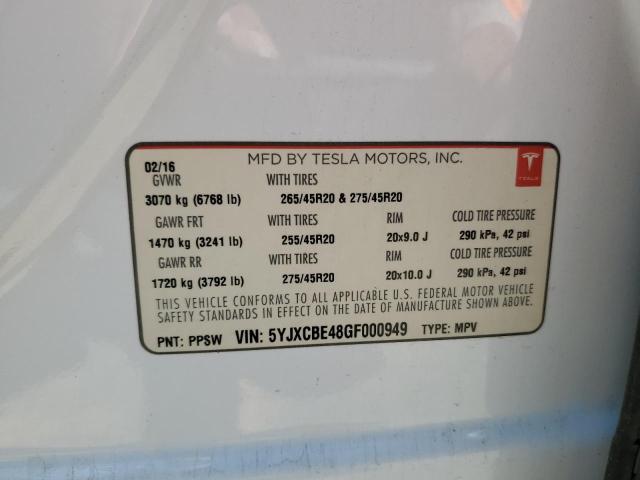 02/16 MFD BY TESLA MOTORS, INC.
TESLA
GVWR WITH TIRES
3070 kg (6768 lb) 265/45R20 & 275/45R20
GAWR FRT WITH TIRES RIM COLD TIRE PRESSURE
1470 kg (3241 lb) 255/45R20 20x9.0 J 290 kPa, 42 psi
GAWR RR WITH TIRES RIM COLD TIRE PRESSURE
1720 kg (3792 lb) 275/45R20 20x10.0 J 290 kPa, 42 psi
THIS VEHICLE CONFORMS TO ALL APPLICABLE U.S. FEDERAL MOTOR VEHICLE
SAFETY STANDARDS IN EFFECT ON THE DATE OF MANUFACTURE SHOWN ABOVE.
PNT: PPSW VIN: 5YJXCBE48GF000949 TYPE: MPV